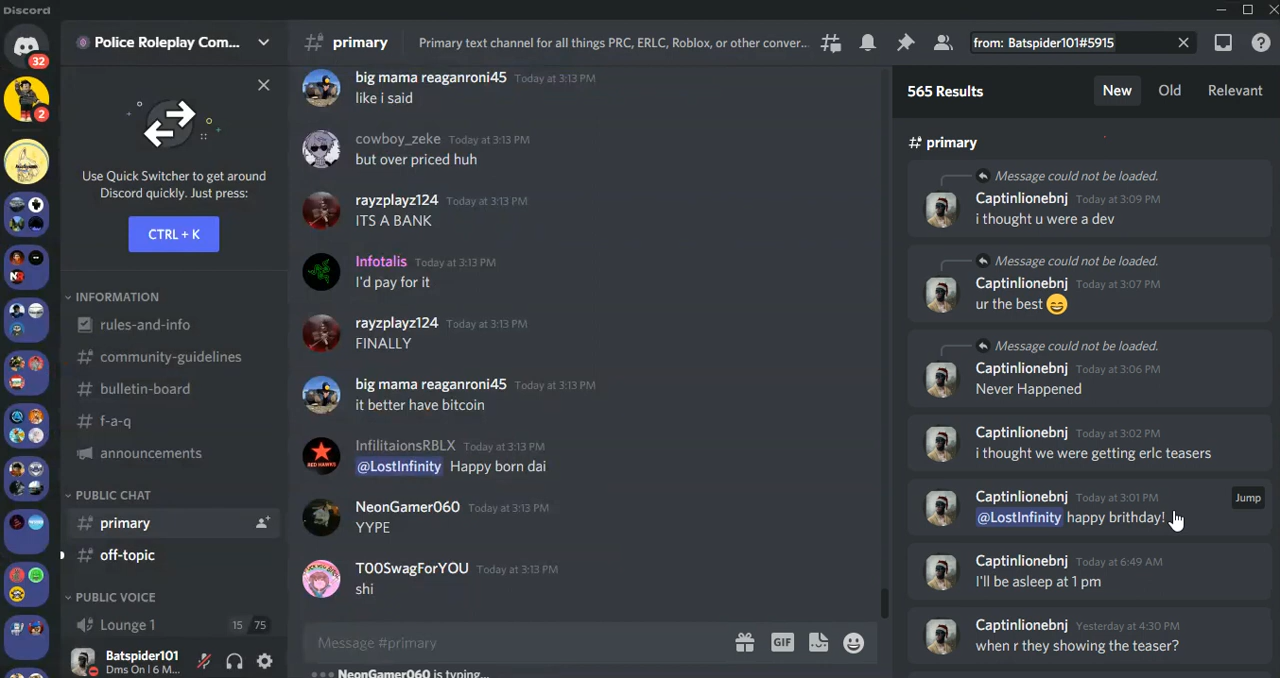 Discord
32
2
Police Roleplay Com...
Use Quick Switcher to get around
Discord quickly. Just press:
CTRL + K
INFORMATION
rules-and-info
community-guidelines
bulletin-board
f-a-q
announcements
PUBLIC CHAT
primary
off-topic
PUBLIC VOICE
Lounge 1 15 75
Batspider101
Dms On | 6 M...
primary
Primary text channel for all things PRC, ERLC, Roblox, or other conver...
from: Batspider101#5915
big mama reaganroni45 Today at 3:13 PM
like i said
cowboy_zeke Today at 3:13 PM
but over priced huh
rayzplayz124 Today at 3:13 PM
ITS A BANK
Infotalis Today at 3:13 PM
I'd pay for it
rayzplayz124 Today at 3:13 PM
FINALLY
big mama reaganroni45 Today at 3:13 PM
it better have bitcoin
InfilitaionsRBLX Today at 3:13 PM
@LostInfinity Happy born dai
NeonGamer060 Today at 3:13 PM
YYPE
T00SwagForYOU Today at 3:13 PM
shi
Message #primary
GIF
NeonGamer060 is typing...
565 Results
New Old Relevant
# primary
Message could not be loaded.
Captinlionebnj Today at 3:09 PM
i thought u were a dev
Message could not be loaded.
Captinlionebnj Today at 3:07 PM
ur the best
Message could not be loaded.
Captinlionebnj Today at 3:06 PM
Never Happened
Captinlionebnj Today at 3:02 PM
i thought we were getting erlc teasers
Captinlionebnj Today at 3:01 PM
Jump
@LostInfinity happy brithday!
Captinlionebnj Today at 6:49 AM
I'll be asleep at 1 pm
Captinlionebnj Yesterday at 4:30 PM
when r they showing the teaser?